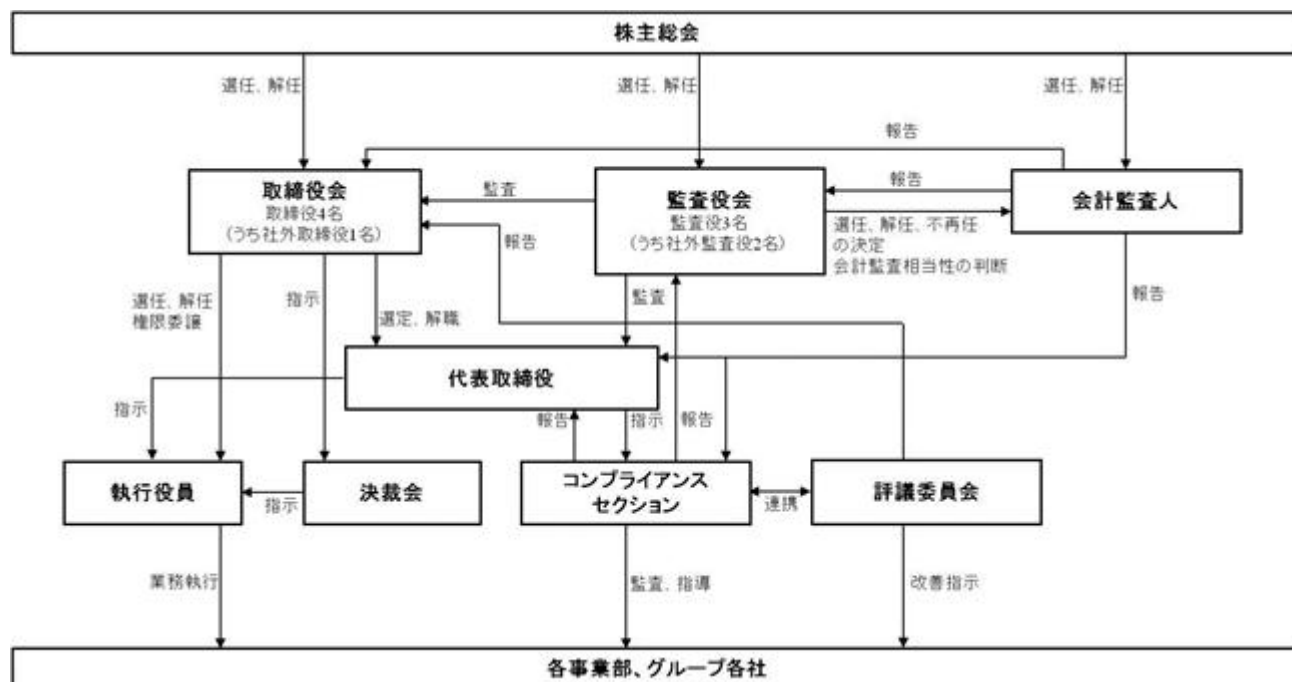 株主総会
選任、解任
選任、解任
選任、解任
報告
取締役会
取締役4名
(うち社外取締役1名)
監査
監査役会
監査役3名
(うち社外監査役2名)
報告
会計監査人
選任、解任、不再任
の決定
会計監査相当性の判断
報告
選任、解任
権限委譲
指示
選定、解職
監査
報告
代表取締役
指示
報告
指示
報告
執行役員
指示
決裁会
コンプライアンス
セクション
連携
評議委員会
業務執行
監査、指導
改善指示
各事業部、グループ各社